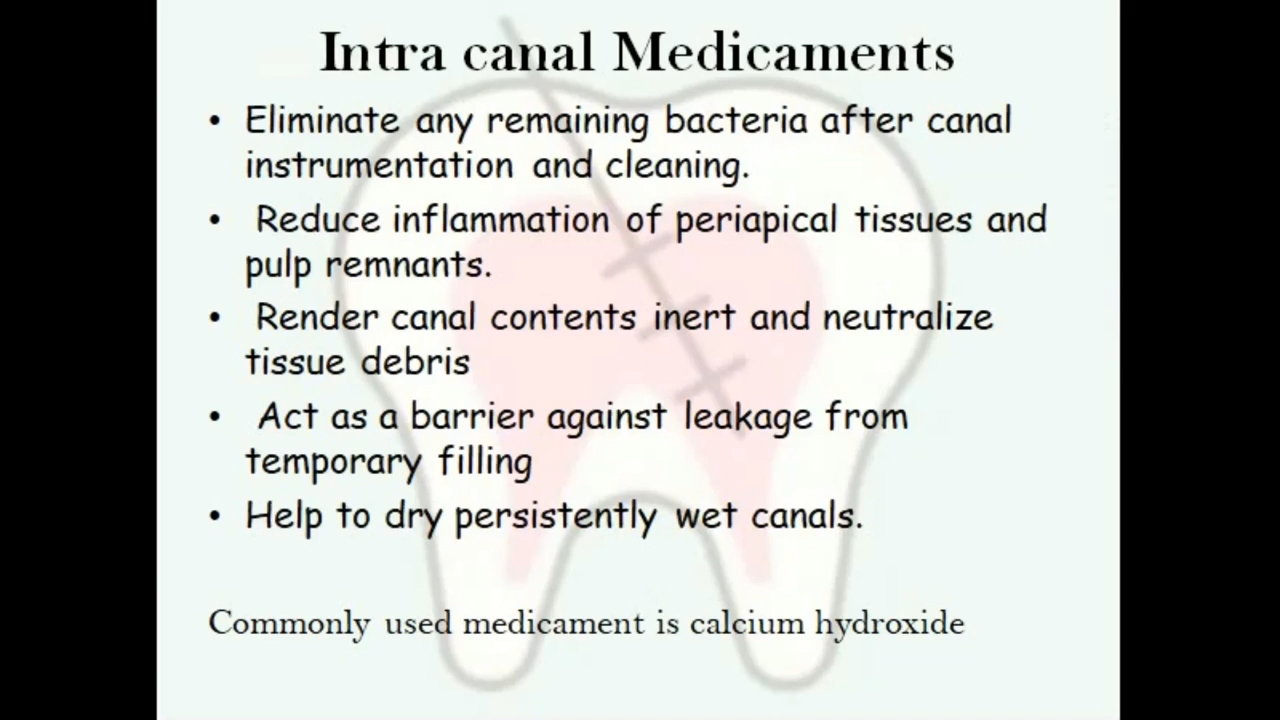 Intra canal Medicaments
• Eliminate any remaining bacteria after canal
instrumentation and cleaning.
• Reduce inflammation of periapical tissues and
pulp remnants.
• Render canal contents inert and neutralize
tissue debris
• Act as a barrier against leakage from
temporary filling
• Help to dry persistently wet canals.
Commonly used medicament is calcium hydroxide